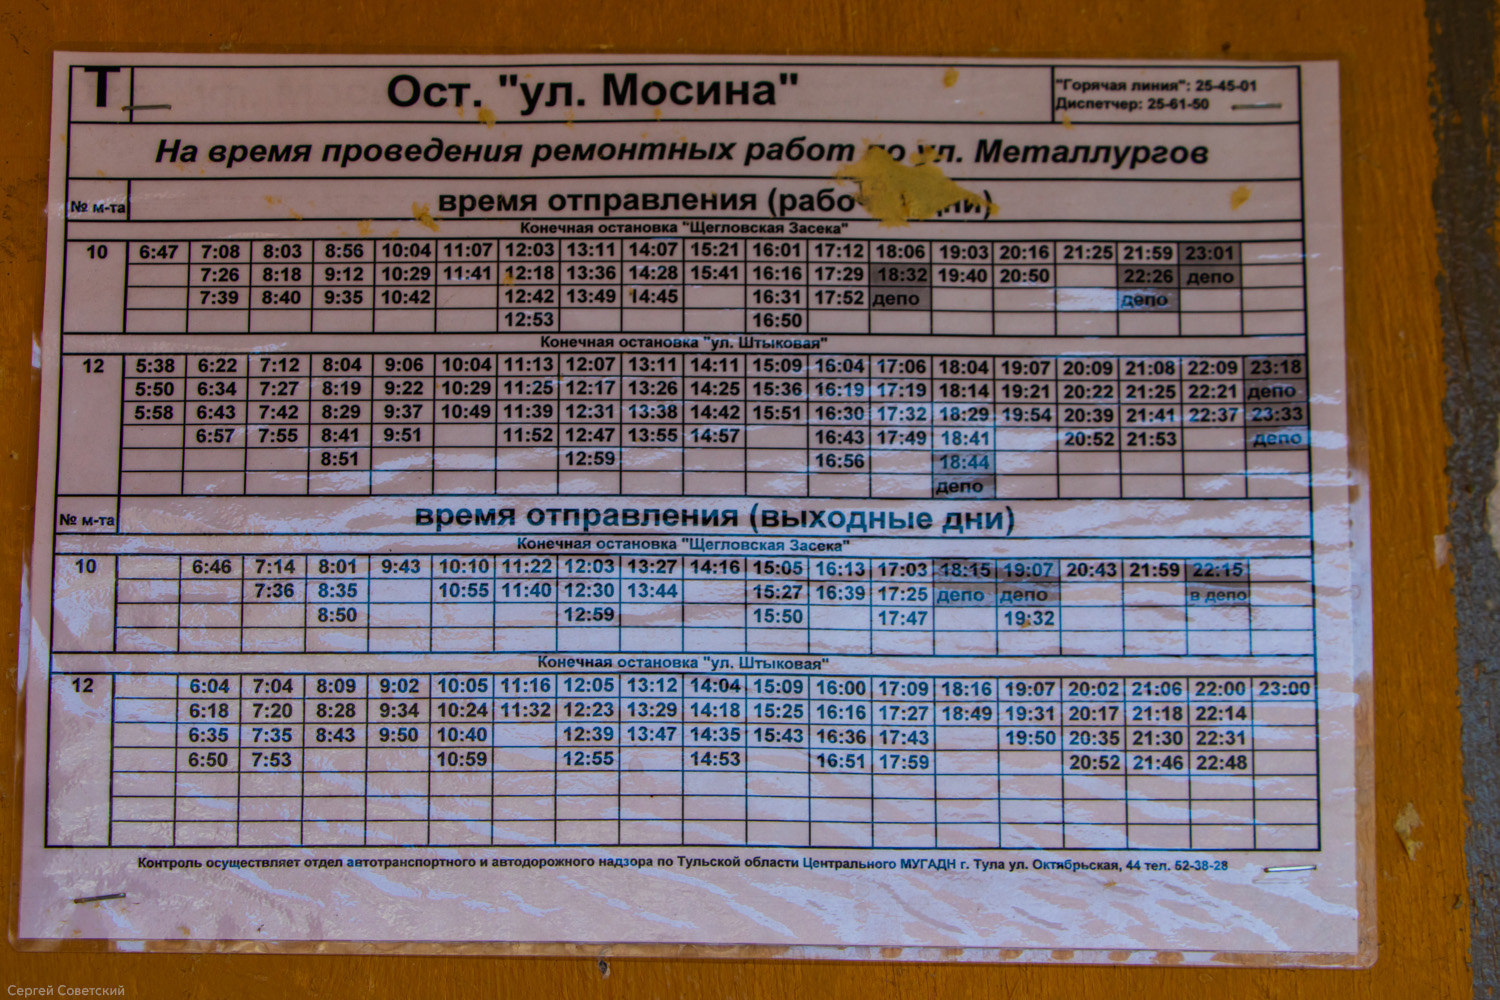 Т Ост. "ул. Мосина" "Горячая линия": 25-45-01
Диспетчер: 25-61-50
На время проведения ремонтных работ по ул. Металлургов
№ м-та время отправления (рабочие дни)
Конечная остановка "Щегловская Засека"
10 6:47 7:08 8:03 8:56 10:04 11:07 12:03 13:11 14:07 15:21 16:01 17:12 18:06 19:03 20:16 21:25 21:59 23:01
7:26 8:18 9:12 10:29 11:41 12:18 13:36 14:28 15:41 16:16 17:29 18:32 19:40 20:50 22:26 депо
7:39 8:40 9:35 10:42 12:42 13:49 14:45 16:31 17:52 депо депо
12:53 16:50
Конечная остановка "ул. Штыковая"
12 5:38 6:22 7:12 8:04 9:06 10:04 11:13 12:07 13:11 14:11 15:09 16:04 17:06 18:04 19:07 20:09 21:08 22:09 23:18
5:50 6:34 7:27 8:19 9:22 10:29 11:25 12:17 13:26 14:25 15:36 16:19 17:19 18:14 19:21 20:22 21:25 22:21 депо
5:58 6:43 7:42 8:29 9:37 10:49 11:39 12:31 13:38 14:42 15:51 16:30 17:32 18:29 19:54 20:39 21:41 22:37 23:33
6:57 7:55 8:41 9:51 11:52 12:47 13:55 14:57 16:43 17:49 18:41 20:52 21:53 депо
8:51 12:59 16:56 18:44
депо
№ м-та время отправления (выходные дни)
Конечная остановка "Щегловская Засека"
10 6:46 7:14 8:01 9:43 10:10 11:22 12:03 13:27 14:16 15:05 16:13 17:03 18:15 19:07 20:43 21:59 22:15
7:36 8:35 10:55 11:40 12:30 13:44 15:27 16:39 17:25 депо депо в депо
8:50 12:59 15:50 17:47 19:32
Конечная остановка "ул. Штыковая"
12 6:04 7:04 8:09 9:02 10:05 11:16 12:05 13:12 14:04 15:09 16:00 17:09 18:16 19:07 20:02 21:06 22:00 23:00
6:18 7:20 8:28 9:34 10:24 11:32 12:23 13:29 14:18 15:25 16:16 17:27 18:49 19:31 20:17 21:18 22:14
6:35 7:35 8:43 9:50 10:40 12:39 13:47 14:35 15:43 16:36 17:43 19:50 20:35 21:30 22:31
6:50 7:53 10:59 12:55 14:53 16:51 17:59 20:52 21:46 22:48
Контроль осуществляет отдел автотранспортного и автодорожного надзора по Тульской области Центрального МУГАДН г. Тула ул. Октябрьская, 44 тел. 52-38-28
Сергей Советский